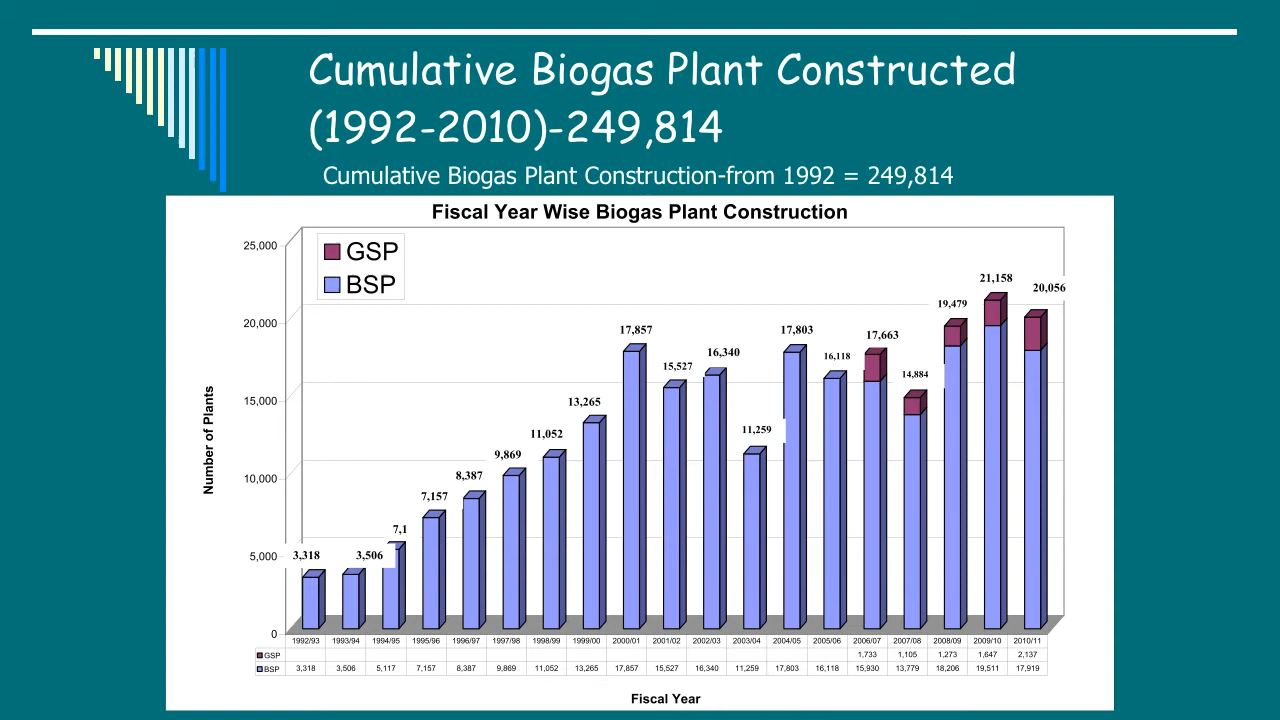 Cumulative Biogas Plant Constructed
(1992-2010)-249,814
Cumulative Biogas Plant Construction-from 1992 = 249,814
Fiscal Year Wise Biogas Plant Construction
GSP
BSP
25,000
20,000
15,000
10,000
5,000
0
Number of Plants
3,318
3,506
7,1
7,157
8,387
9,869
11,052
13,265
17,857
15,527
16,340
11,259
17,803
16,118
17,663
14,884
19,479
21,158
20,056
1992/93 1993/94 1994/95 1995/96 1996/97 1997/98 1998/99 1999/00 2000/01 2001/02 2002/03 2003/04 2004/05 2005/06 2006/07 2007/08 2008/09 2009/10 2010/11
GSP 1,733 1,105 1,273 1,647 2,137
BSP 3,318 3,506 5,117 7,157 8,387 9,869 11,052 13,265 17,857 15,527 16,340 11,259 17,803 16,118 15,930 13,779 18,206 19,511 17,919
Fiscal Year